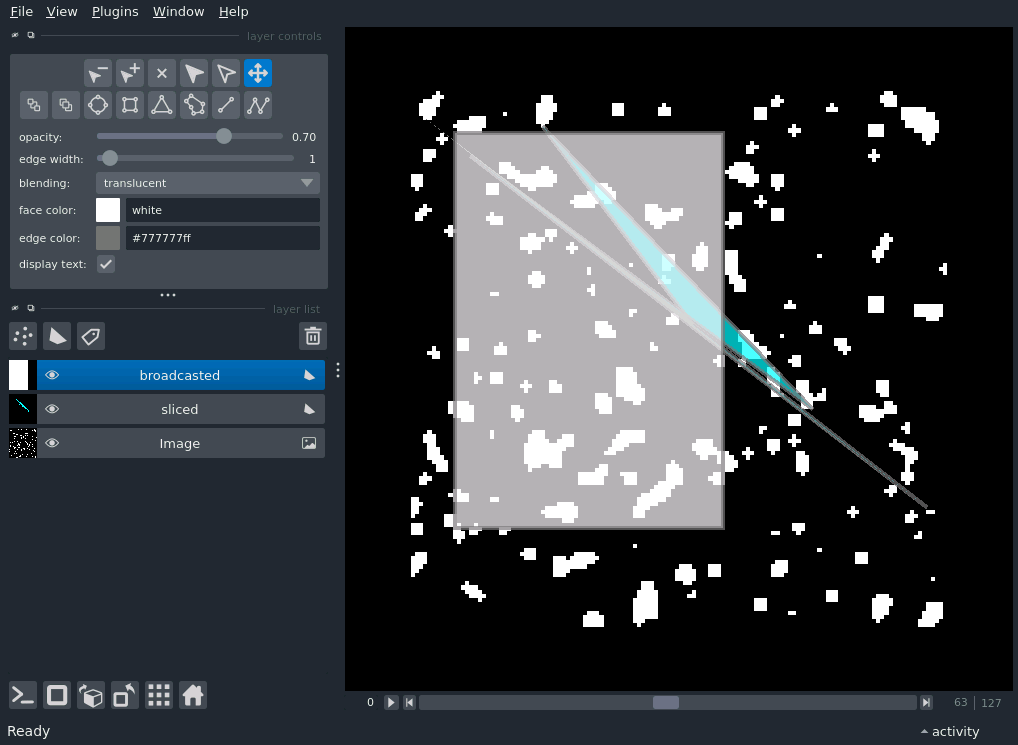 File View Plugins Window Help
layer controls
opacity: 0.70
edge width: 1
blending: translucent
face color: white
edge color: #777777ff
display text:
layer list
broadcasted
sliced
Image
0 63 127
Ready activity